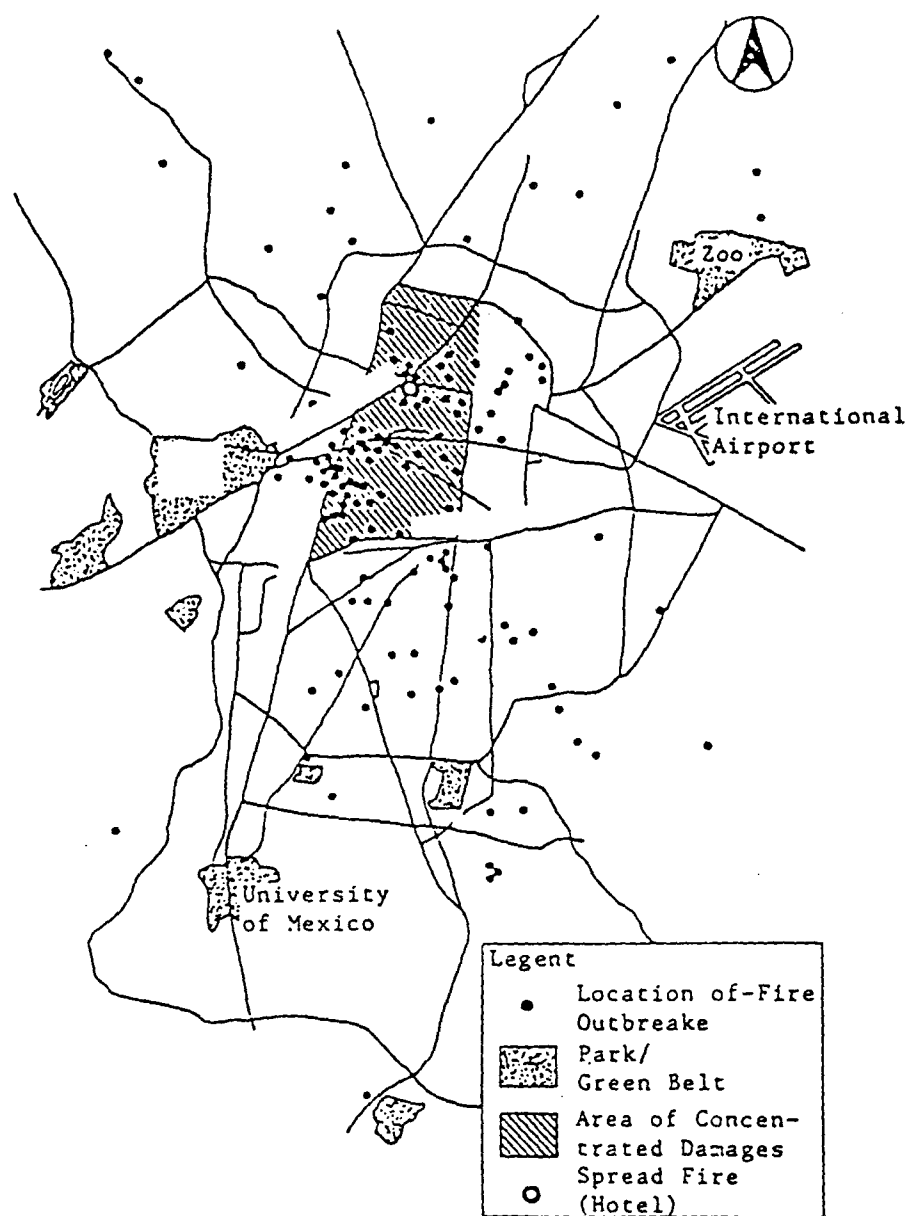 Zoo
International
Airport
University
of Mexico
Legent
Location of-Fire
Outbreake
Park/
Green Belt
Area of Concen-
trated Damages
Spread Fire
(Hotel)